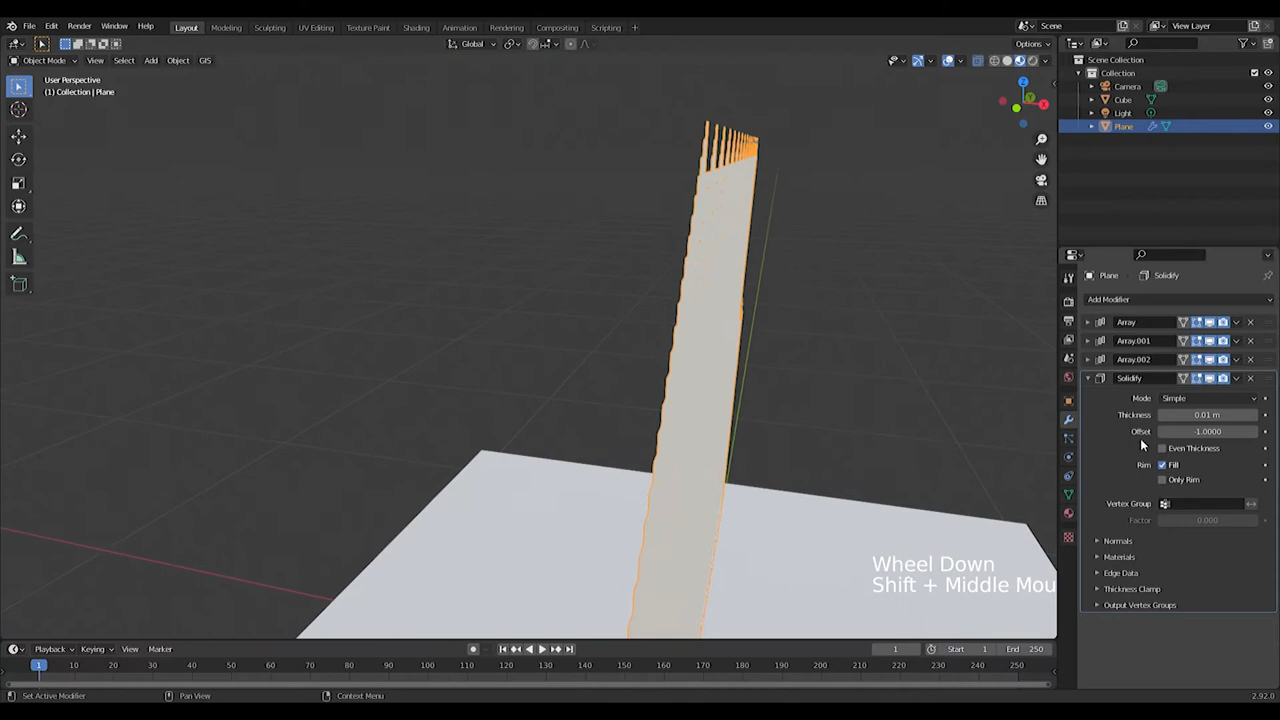 File Edit Render Window Help Layout Modeling Sculpting UV Editing Texture Paint Shading Animation Rendering Compositing Scripting Scene View Layer
Global Options
Object Mode View Select Add Object GIS
User Perspective
(1) Collection | Plane
Z
X
Scene Collection
Collection
Camera
Cube
Light
Plane
Plane Solidify
Add Modifier
Array
Array.001
Array.002
Solidify
Mode Simple
Thickness 0.01 m
Offset -1.0000
Even Thickness
Rim Fill
Only Rim
Vertex Group
Factor 0.000
Normals
Materials
Edge Data
Thickness Clamp
Output Vertex Groups
Wheel Down
Shift + Middle Mou
Playback Keying View Marker 1 Start 1 End 250
1 10 20 30 40 50 60 70 80 90 100 110 120 130 140 150 160 170 180 190 200 210 220 230 240 250
Set Active Modifier Pan View Context Menu 2.92.0